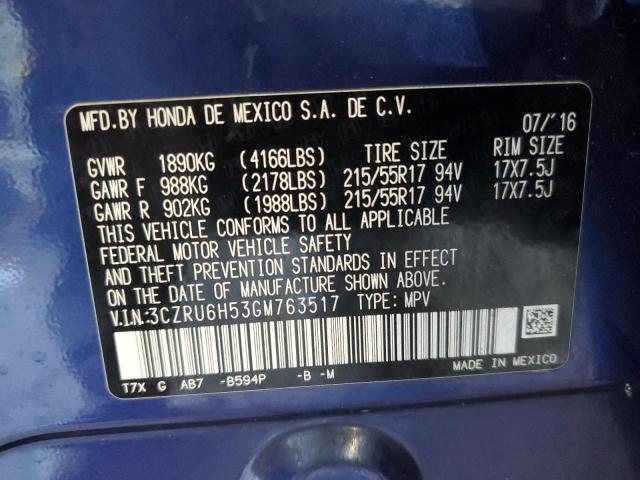 MFD.BY HONDA DE MEXICO S.A. DE C.V.
07/'16
GVWR 1890KG (4166LBS) TIRE SIZE RIM SIZE
GAWR F 988KG (2178LBS) 215/55R17 94V 17X7.5J
GAWR R 902KG (1988LBS) 215/55R17 94V 17X7.5J
THIS VEHICLE CONFORMS TO ALL APPLICABLE
FEDERAL MOTOR VEHICLE SAFETY
AND THEFT PREVENTION STANDARDS IN EFFECT
ON THE DATE OF MANUFACTURE SHOWN ABOVE.
V.I.N:3CZRU6H53GM763517 TYPE: MPV
T7X G AB7 -B594P -B -M
MADE IN MEXICO